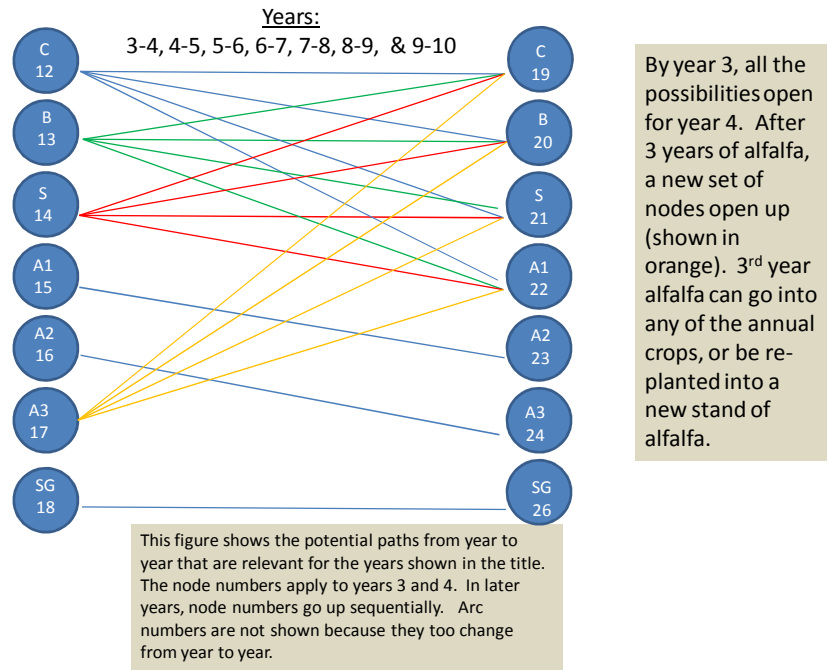 Years:
3-4, 4-5, 5-6, 6-7, 7-8, 8-9, & 9-10
C
12
B
13
S
14
A1
15
A2
16
A3
17
SG
18
C
19
B
20
S
21
A1
22
A2
23
A3
24
SG
26
By year 3, all the
possibilities open
for year 4. After
3 years of alfalfa,
a new set of
nodes open up
(shown in
orange). 3rd year
alfalfa can go into
any of the annual
crops, or be re-
planted into a
new stand of
alfalfa.
This figure shows the potential paths from year to
year that are relevant for the years shown in the title.
The node numbers apply to years 3 and 4. In later
years, node numbers go up sequentially. Arc
numbers are not shown because they too change
from year to year.